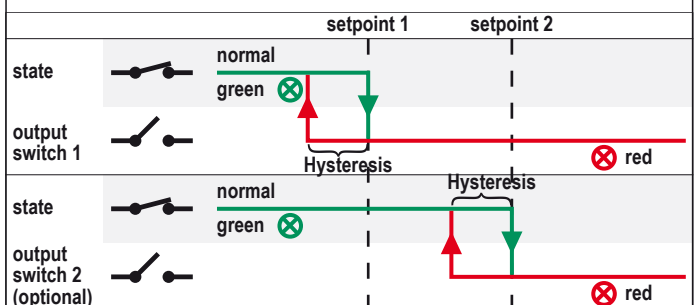 setpoint 1 setpoint 2
state
normal
green
output
switch 1
Hysteresis
red
state
normal
green
Hysteresis
output
switch 2
(optional)
red